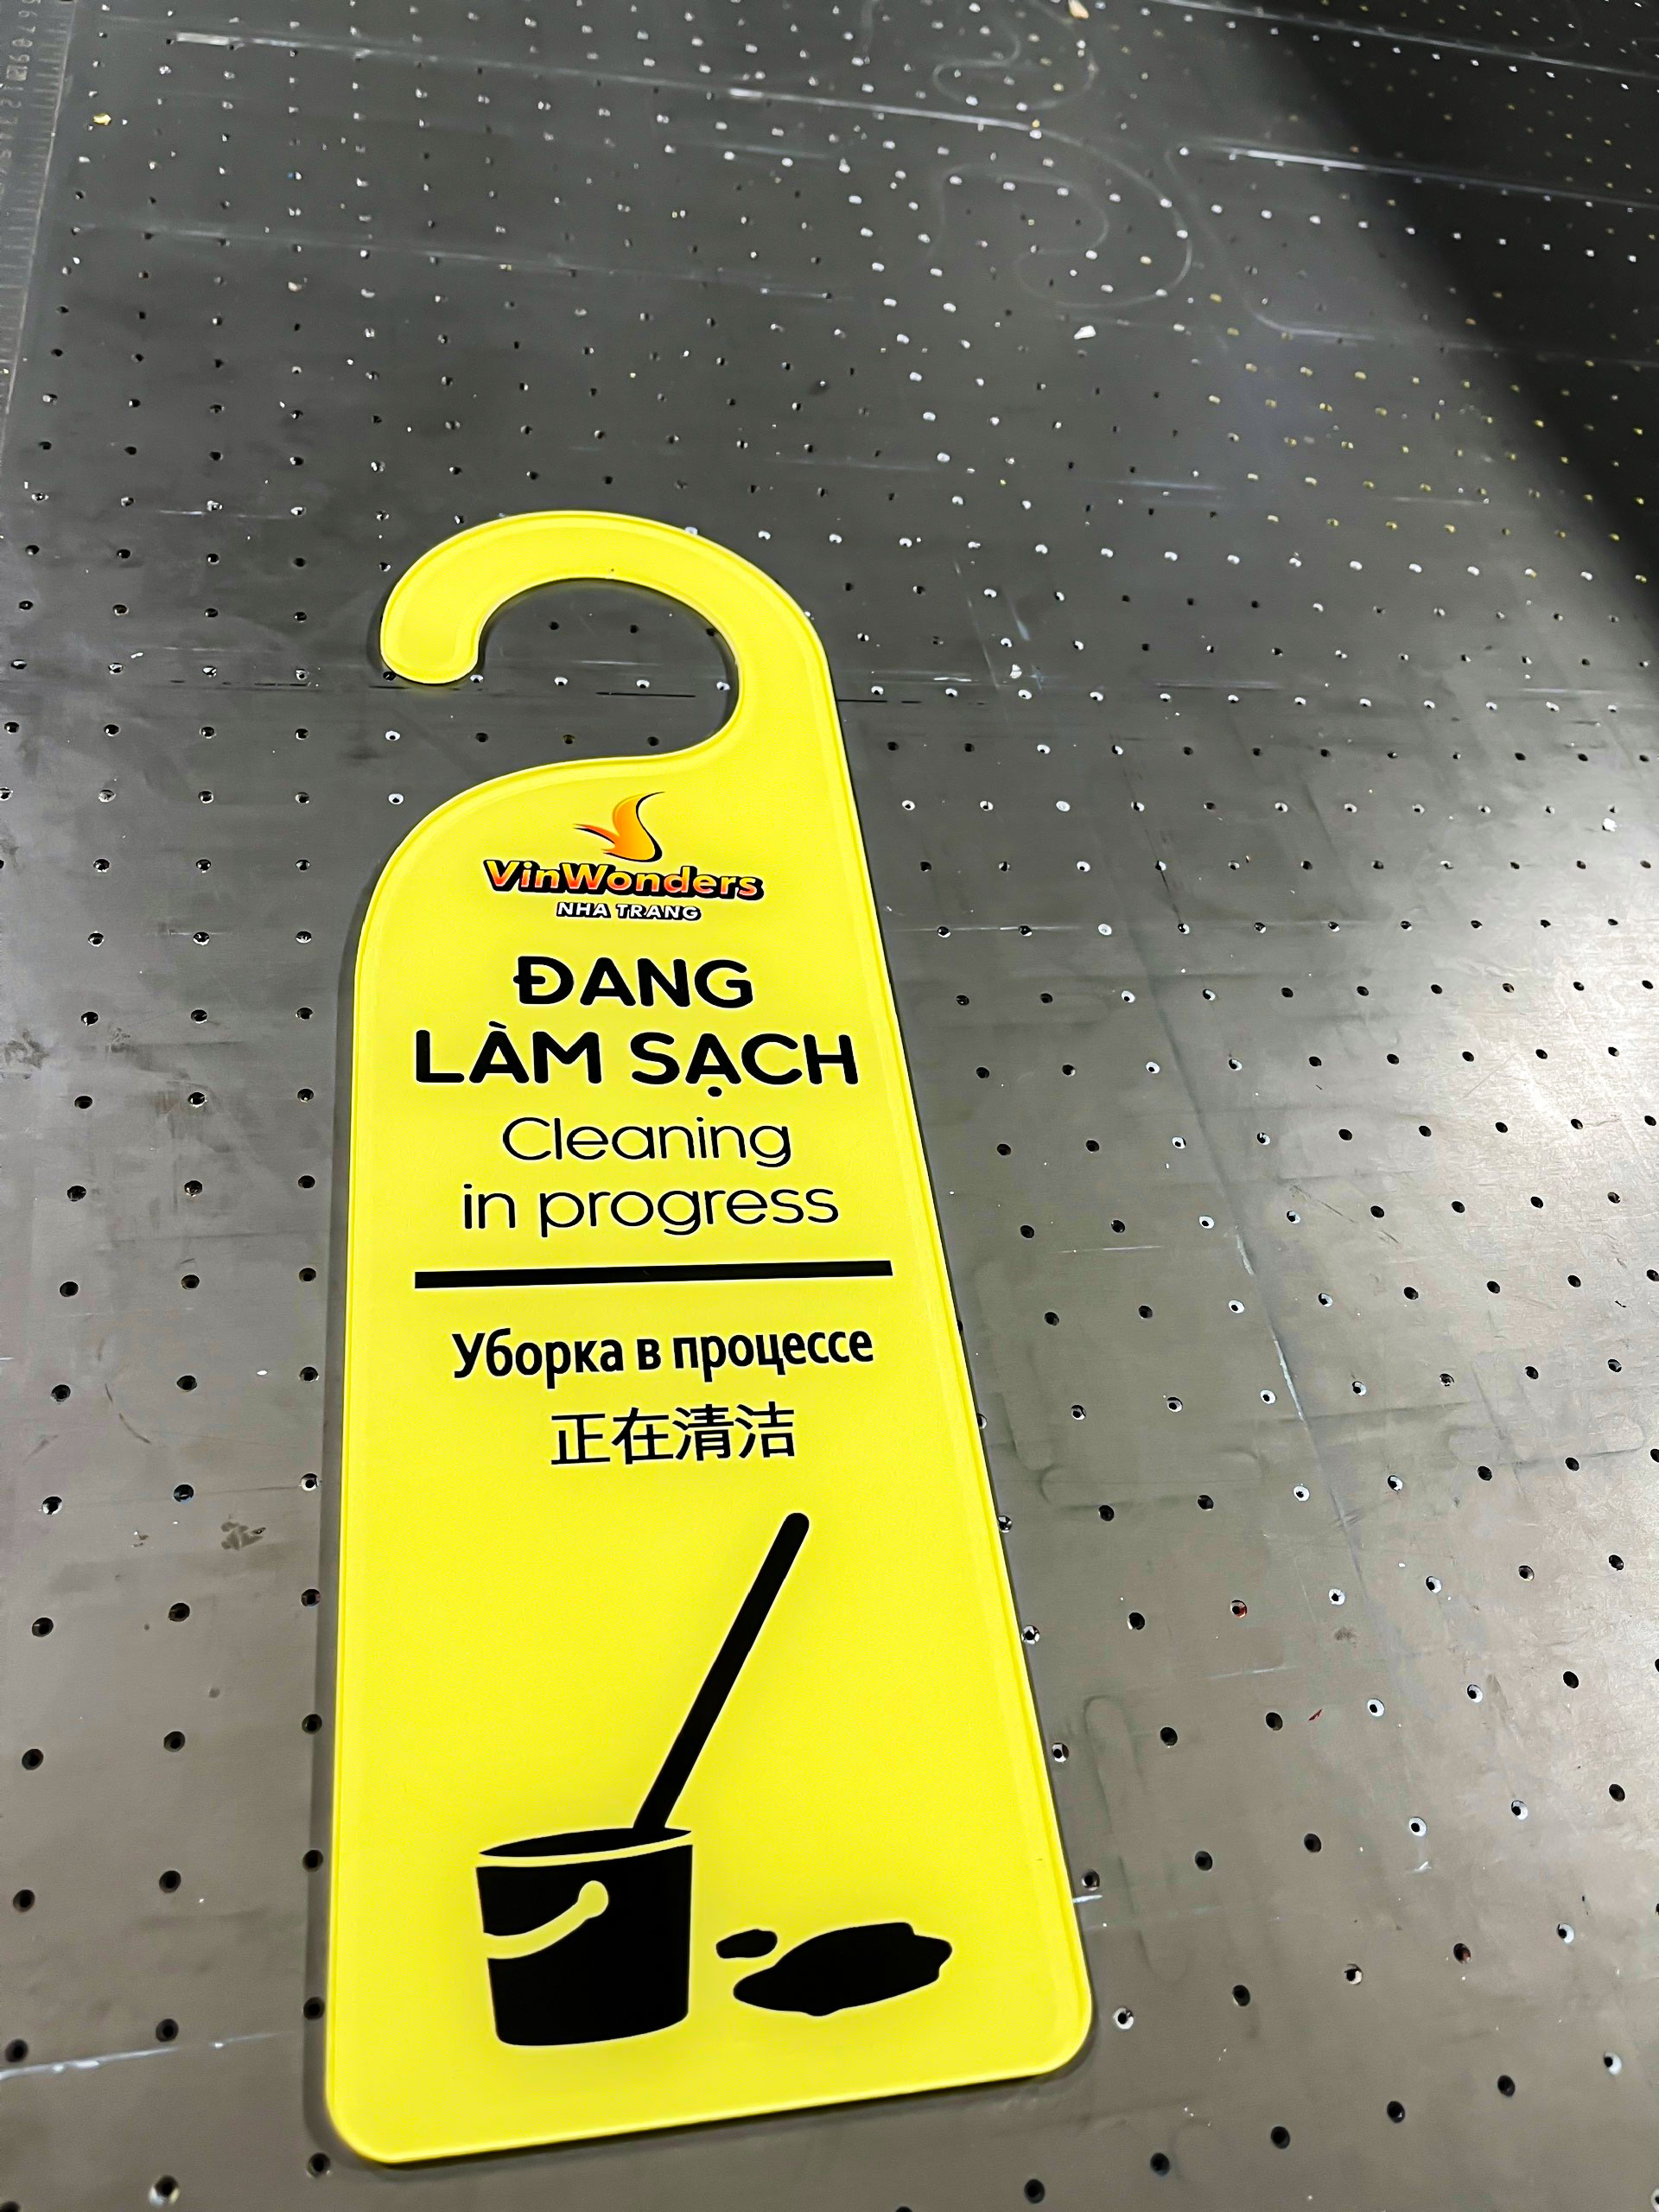 VinWonders
NHA TRANG
ĐANG
LÀM SẠCH
Cleaning
in progress
Уборка в процессе
正在清洁